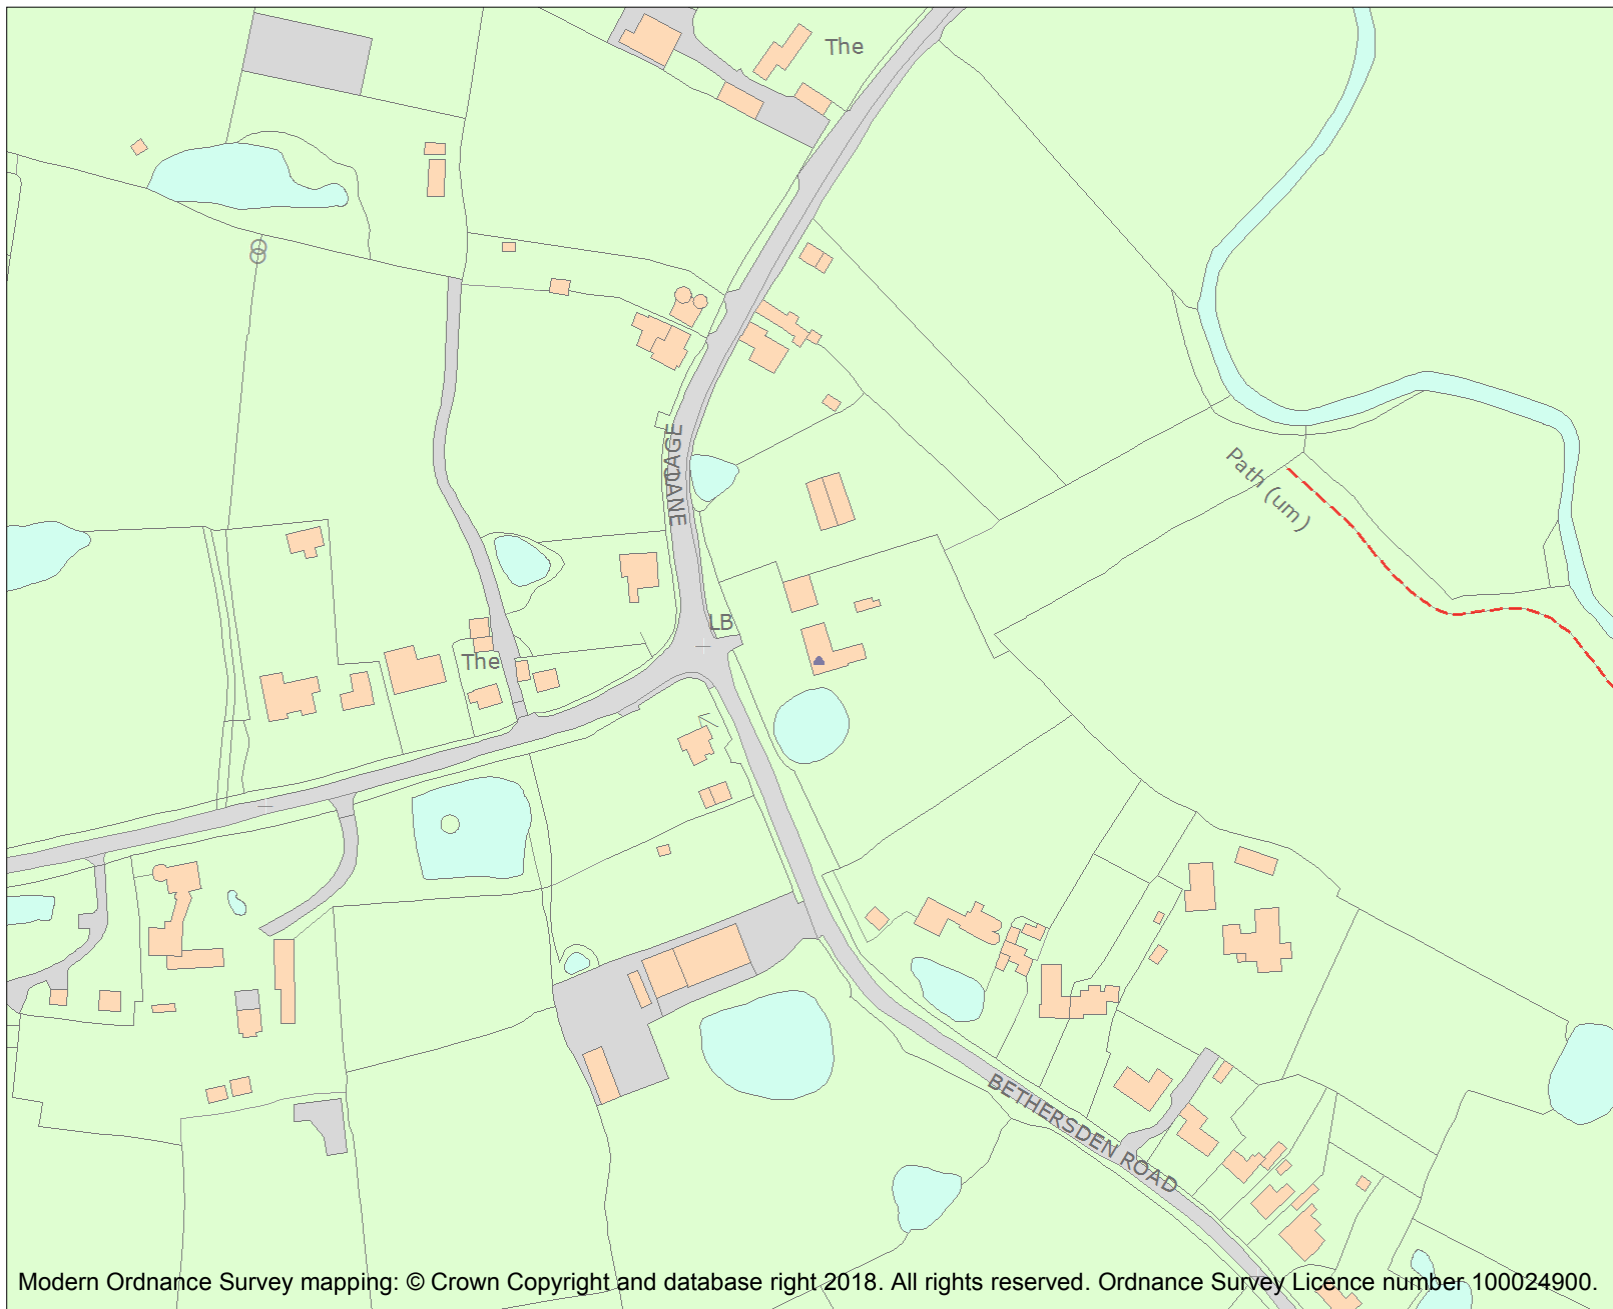 The
CAGE LANE
Path (um)
LB
The
BETHERSDEN ROAD
Modern Ordnance Survey mapping: © Crown Copyright and database right 2018. All rights reserved. Ordnance Survey Licence number 100024900.